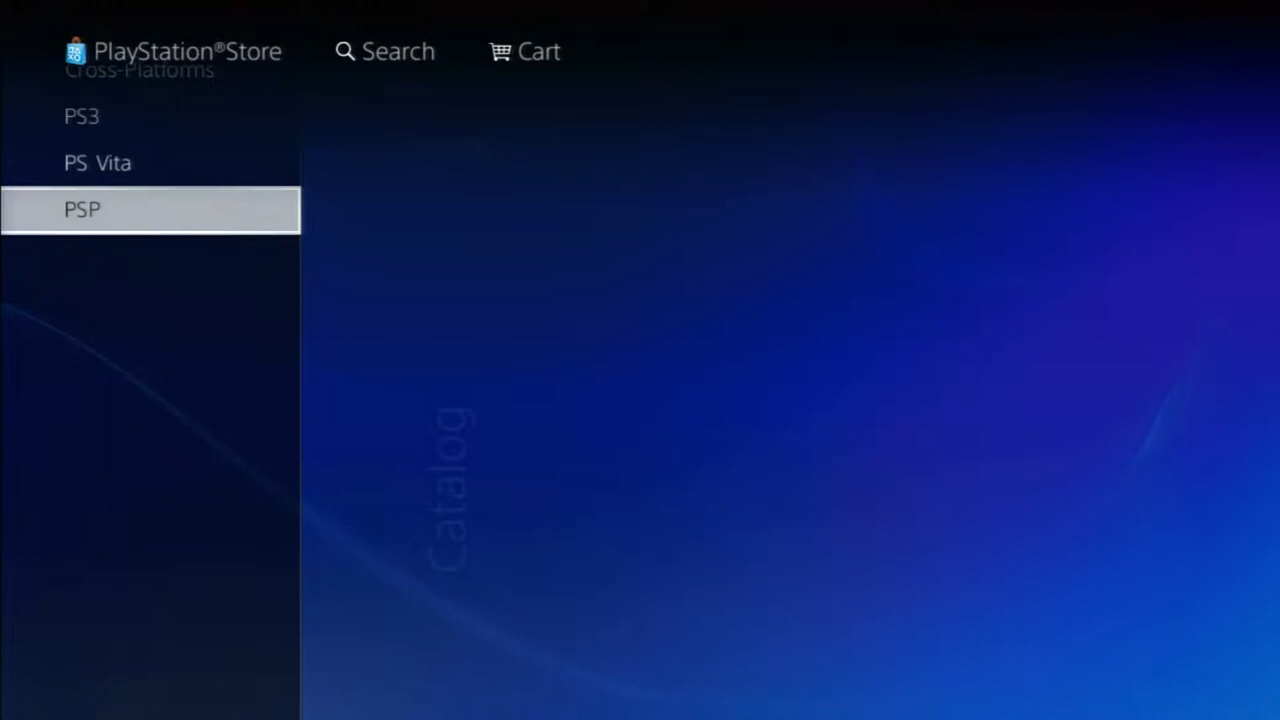 PlayStation®Store Search Cart
Cross-Platforms
PS3
PS Vita
PSP
Catalog